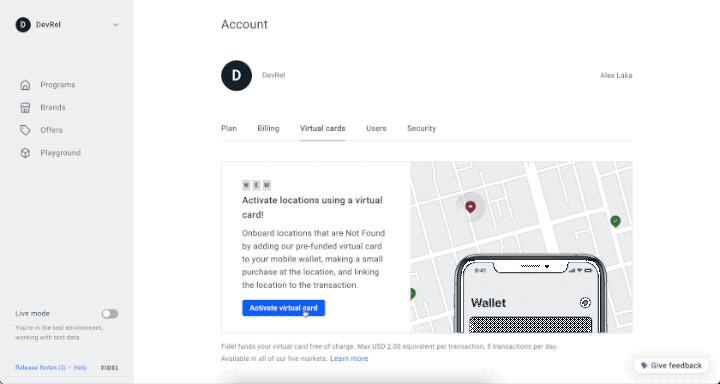 D DevRel
Account
D DevRel
Alex Laka
Programs
Brands
Offers
Playground
Plan Billing Virtual cards Users Security
NEW
Activate locations using a virtual
card!
Onboard locations that are Not Found
by adding our pre-funded virtual card
to your mobile wallet, making a small
purchase at the location, and linking
the location to the transaction.
Activate virtual card
9:41
Wallet
Fidel funds your virtual card free of charge. Max USD 2.00 equivalent per transaction, 5 transactions per day.
Available in all of our live markets. Learn more
Live mode
You're in the test environment,
working with test data.
Release Notes (5) • Help FIDEL
Give feedback